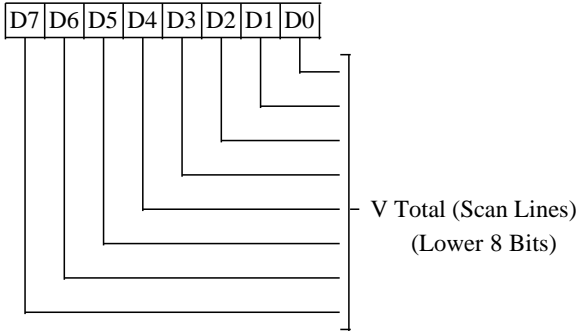 D7 D6 D5 D4 D3 D2 D1 D0
V Total (Scan Lines)
(Lower 8 Bits)